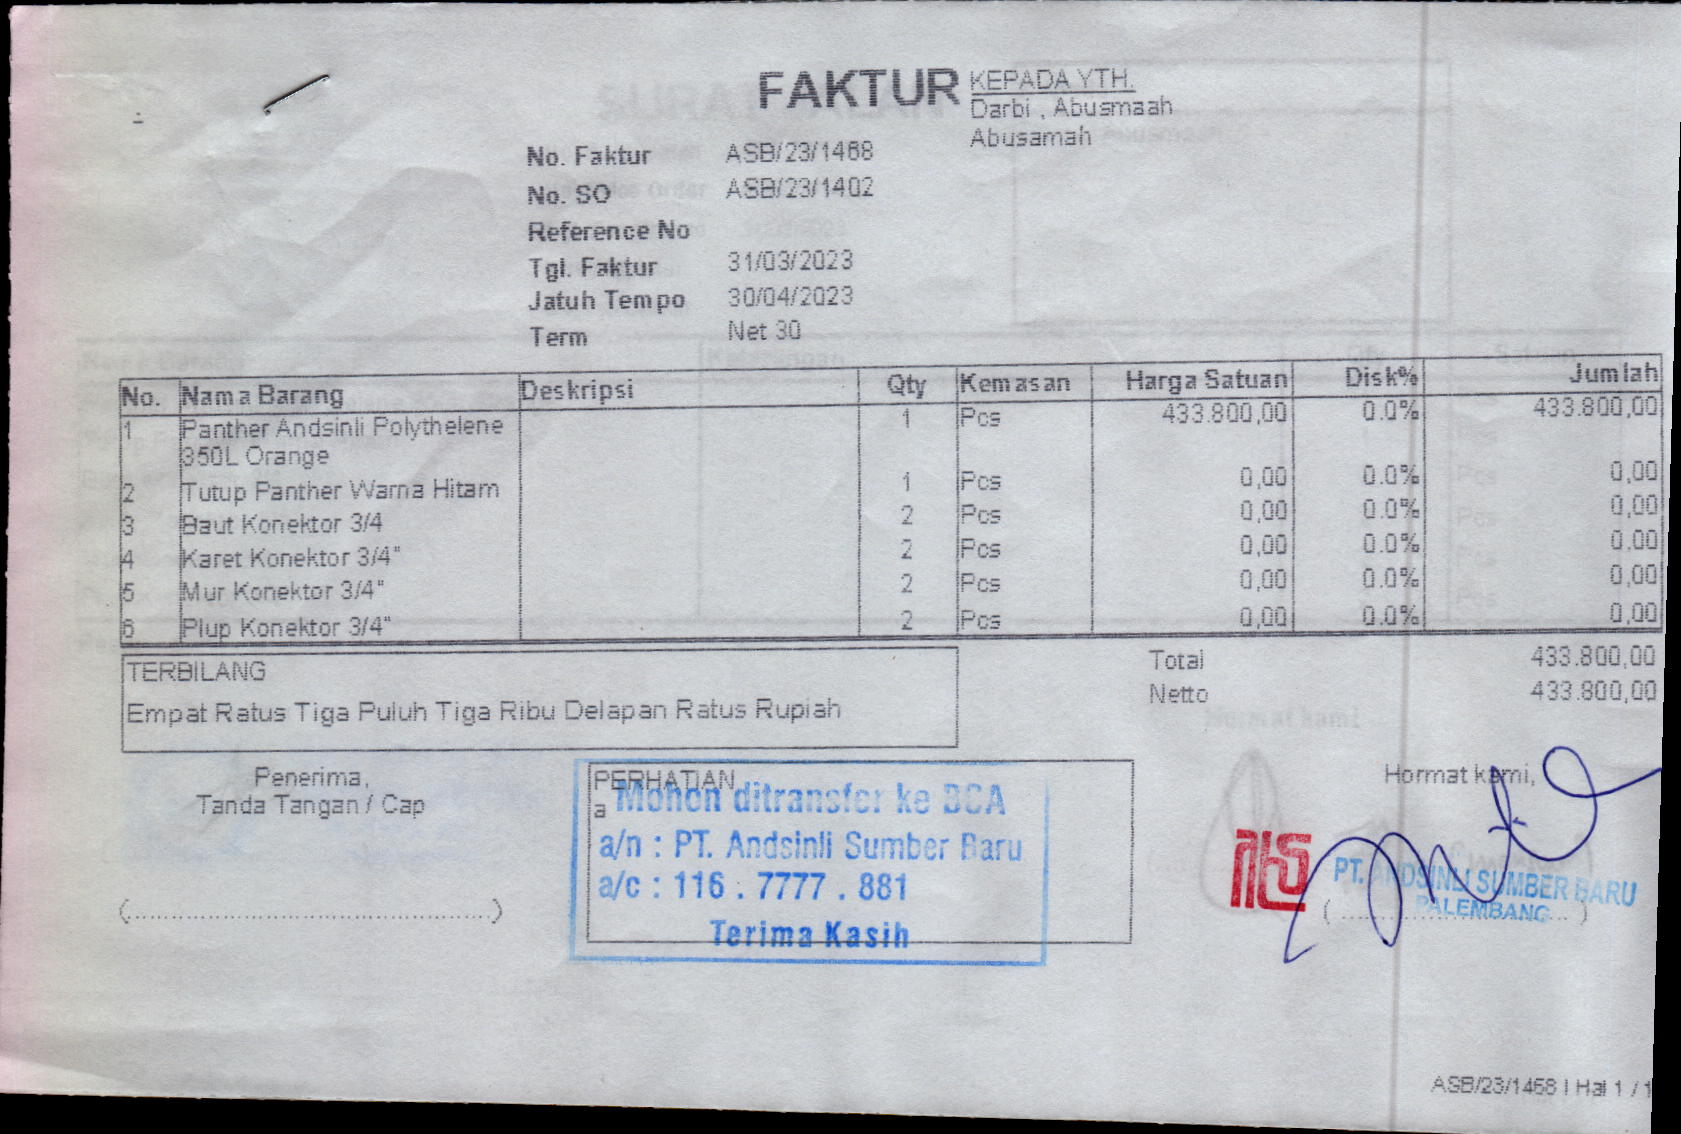 FAKTUR
KEPADA YTH.
Darbi , Abusmaah
Abusamah
No. Faktur ASB/23/1468
No. SO ASB/23/1402
Reference No
Tgl. Faktur 31/03/2023
Jatuh Tempo 30/04/2023
Term Net 30
No. Nama Barang Deskripsi Qty Kemasan Harga Satuan Disk% Jumlah
1 Panther Andsinli Polythelene 1 Pcs 433.800,00 0.0% 433.800,00
350L Orange
2 Tutup Panther Warna Hitam 1 Pcs 0,00 0.0% 0,00
3 Baut Konektor 3/4 2 Pcs 0,00 0.0% 0,00
4 Karet Konektor 3/4" 2 Pcs 0,00 0.0% 0,00
5 Mur Konektor 3/4" 2 Pcs 0,00 0.0% 0,00
6 Plup Konektor 3/4" 2 Pcs 0,00 0.0% 0,00
TERBILANG
Empat Ratus Tiga Puluh Tiga Ribu Delapan Ratus Rupiah
Total 433.800,00
Netto 433.800,00
Penerima,
Tanda Tangan / Cap
(..........................................)
PERHATIAN
a
Mohon ditransfer ke BCA
a/n : PT. Andsinli Sumber Baru
a/c : 116 . 7777 . 881
Terima Kasih
Hormat kami,
PT. ANDSINLI SUMBER BARU
PALEMBANG
(..............................)
ASB/23/1468 | Hal 1 / 1